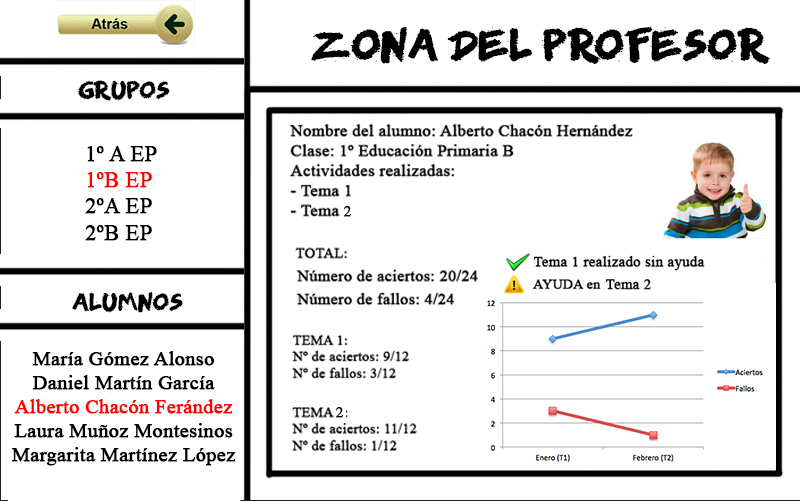 Atrás
ZONA DEL PROFESOR
GRUPOS
1º A EP
1ºB EP
2ºA EP
2ºB EP
ALUMNOS
María Gómez Alonso
Daniel Martín García
Alberto Chacón Ferández
Laura Muñoz Montesinos
Margarita Martínez López
Nombre del alumno: Alberto Chacón Hernández
Clase: 1º Educación Primaria B
Actividades realizadas:
- Tema 1
- Tema 2
TOTAL:
Número de aciertos: 20/24
Número de fallos: 4/24
TEMA 1:
Nº de aciertos: 9/12
Nº de fallos: 3/12
TEMA 2:
Nº de aciertos: 11/12
Nº de fallos: 1/12
Tema 1 realizado sin ayuda
AYUDA en Tema 2
12
10
8
6
4
2
0
Enero (T1)
Febrero (T2)
Aciertos
Fallos